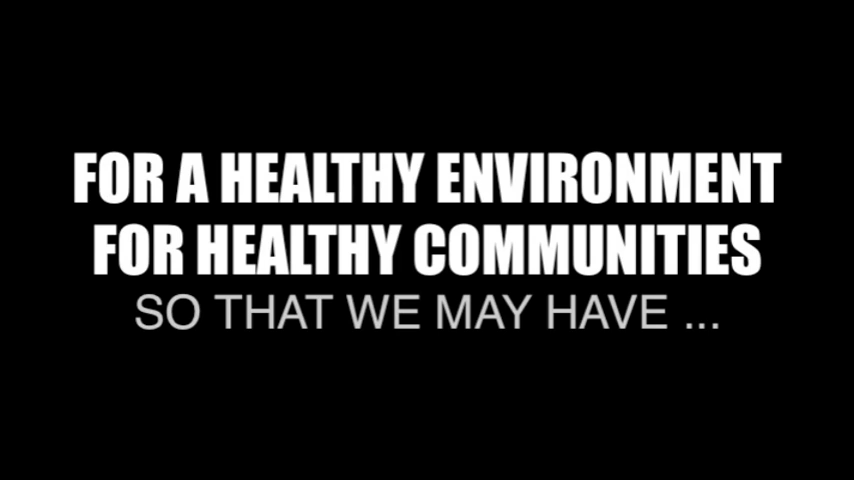 FOR A HEALTHY ENVIRONMENT
FOR HEALTHY COMMUNITIES
SO THAT WE MAY HAVE ...